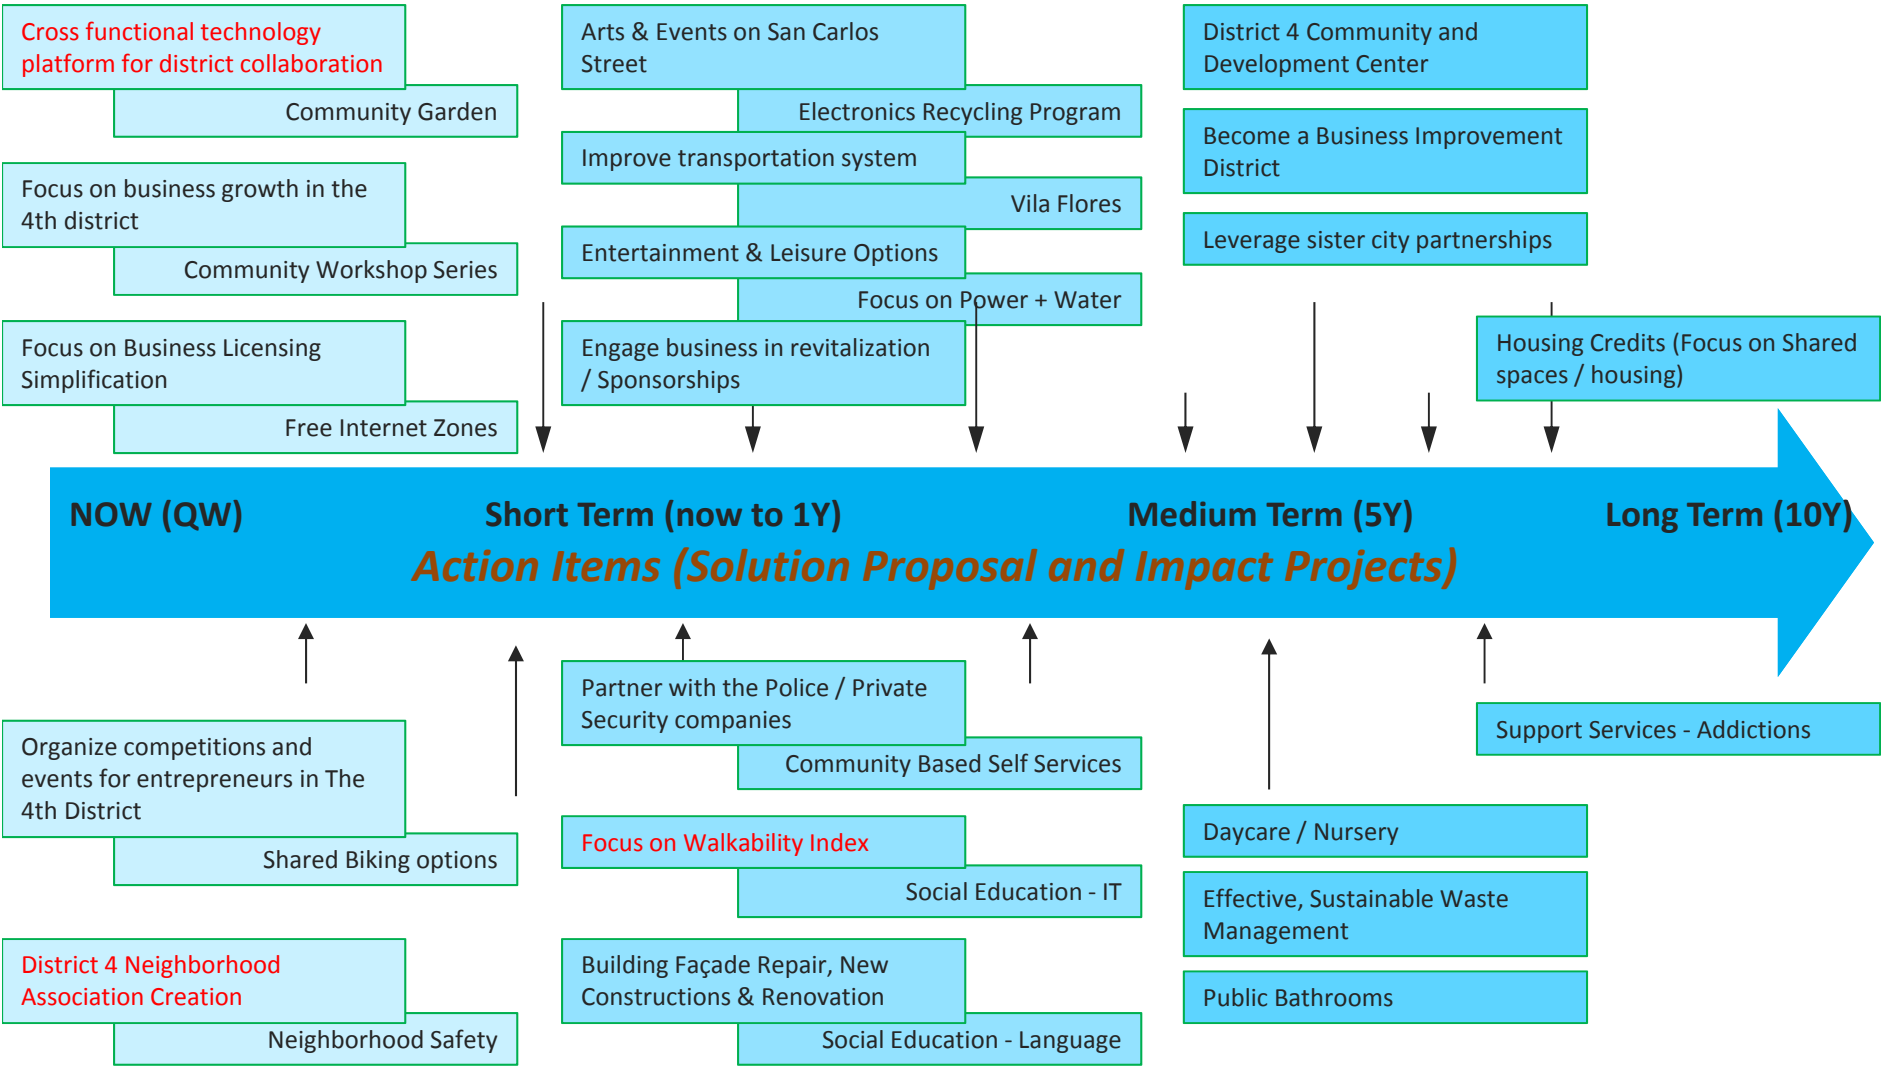 Cross functional technology
platform for district collaboration
Community Garden
Focus on business growth in the
4th district
Community Workshop Series
Focus on Business Licensing
Simplification
Free Internet Zones
Arts & Events on San Carlos
Street
Electronics Recycling Program
Improve transportation system
Vila Flores
Entertainment & Leisure Options
Focus on Power + Water
Engage business in revitalization
/ Sponsorships
District 4 Community and
Development Center
Become a Business Improvement
District
Leverage sister city partnerships
Housing Credits (Focus on Shared
spaces / housing)
NOW (QW)
Short Term (now to 1Y)
Medium Term (5Y)
Long Term (10Y)
Action Items (Solution Proposal and Impact Projects)
Organize competitions and
events for entrepreneurs in The
4th District
Shared Biking options
District 4 Neighborhood
Association Creation
Neighborhood Safety
Partner with the Police / Private
Security companies
Community Based Self Services
Focus on Walkability Index
Social Education - IT
Building Façade Repair, New
Constructions & Renovation
Social Education - Language
Support Services - Addictions
Daycare / Nursery
Effective, Sustainable Waste
Management
Public Bathrooms